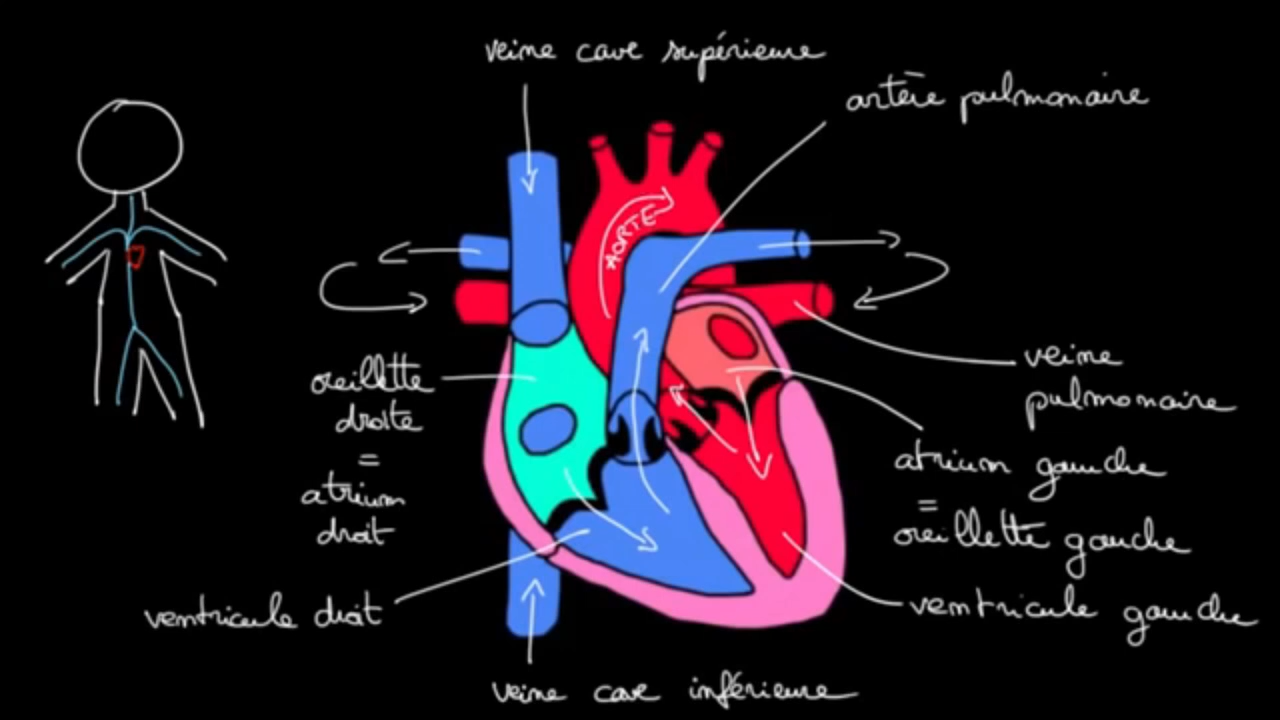 veine cave supérieure
artère pulmonaire
AORTE
oreillette
droite
=
atrium
droit
veine
pulmonaire
atrium gauche
=
oreillette gauche
ventricule droit
ventricule gauche
veine cave inférieure